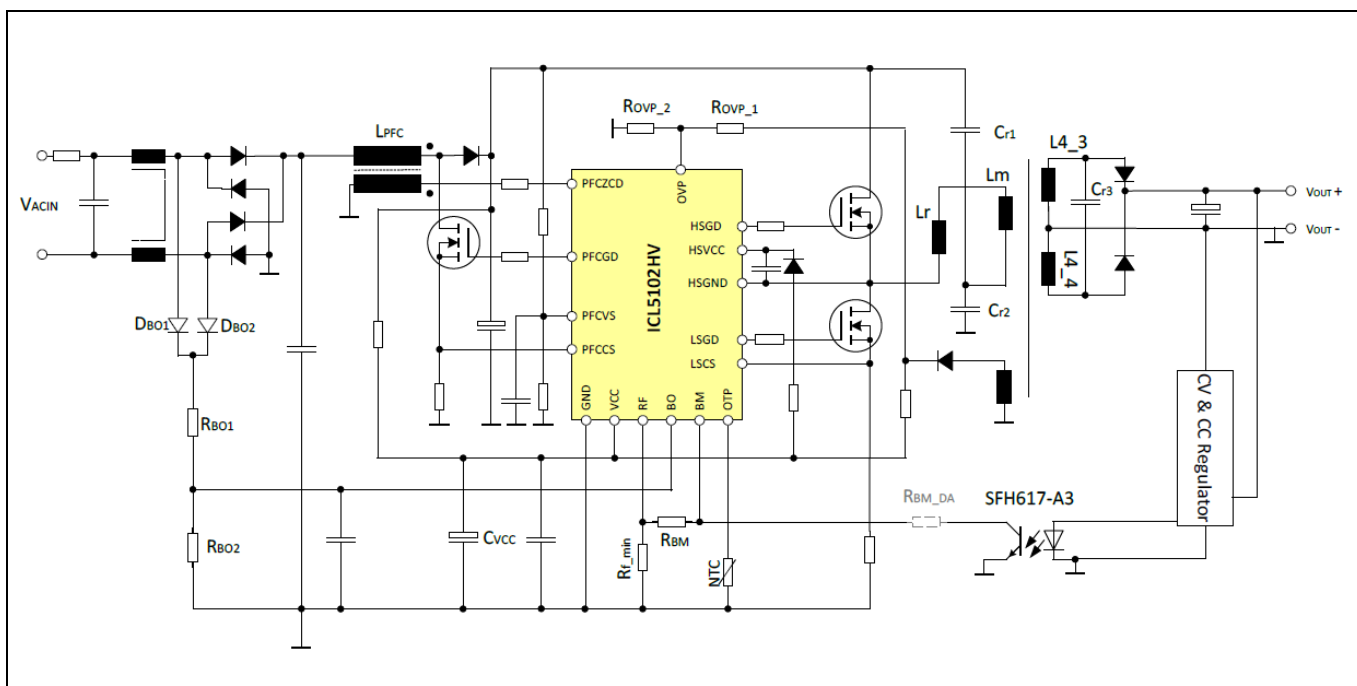 ROVP_2
ROVP_1
LPFC
Cr1
L4_3
PFCZCD
OVP
Lm
Cr3
VOUT +
VACIN
HSGD
Lr
VOUT -
PFCGD
HSVCC
ICL5102HV
HSGND
L4_4
DBO1
DBO2
PFCVS
Cr2
LSGD
PFCCS
LSCS
GND
VCC
RF
BO
BM
OTP
CV & CC Regulator
RBO1
RBM_DA
SFH617-A3
RBO2
CVCC
RBM
Rf_min
NTC